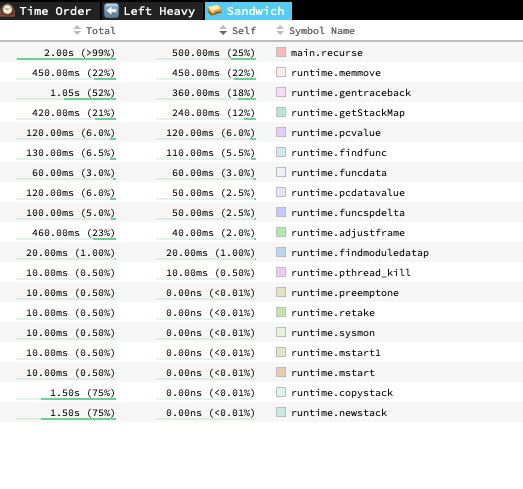 Time Order Left Heavy Sandwich
Total Self Symbol Name
2.00s (>99%) 500.00ms (25%) main.recurse
450.00ms (22%) 450.00ms (22%) runtime.memmove
1.05s (52%) 360.00ms (18%) runtime.gentraceback
420.00ms (21%) 240.00ms (12%) runtime.getStackMap
120.00ms (6.0%) 120.00ms (6.0%) runtime.pcvalue
130.00ms (6.5%) 110.00ms (5.5%) runtime.findfunc
60.00ms (3.0%) 60.00ms (3.0%) runtime.funcdata
120.00ms (6.0%) 50.00ms (2.5%) runtime.pcdatavalue
100.00ms (5.0%) 50.00ms (2.5%) runtime.funcspdelta
460.00ms (23%) 40.00ms (2.0%) runtime.adjustframe
20.00ms (1.00%) 20.00ms (1.00%) runtime.findmoduledatap
10.00ms (0.50%) 10.00ms (0.50%) runtime.pthread_kill
10.00ms (0.50%) 0.00ns (<0.01%) runtime.preemptone
10.00ms (0.50%) 0.00ns (<0.01%) runtime.retake
10.00ms (0.50%) 0.00ns (<0.01%) runtime.sysmon
10.00ms (0.50%) 0.00ns (<0.01%) runtime.mstart1
10.00ms (0.50%) 0.00ns (<0.01%) runtime.mstart
1.50s (75%) 0.00ns (<0.01%) runtime.copystack
1.50s (75%) 0.00ns (<0.01%) runtime.newstack